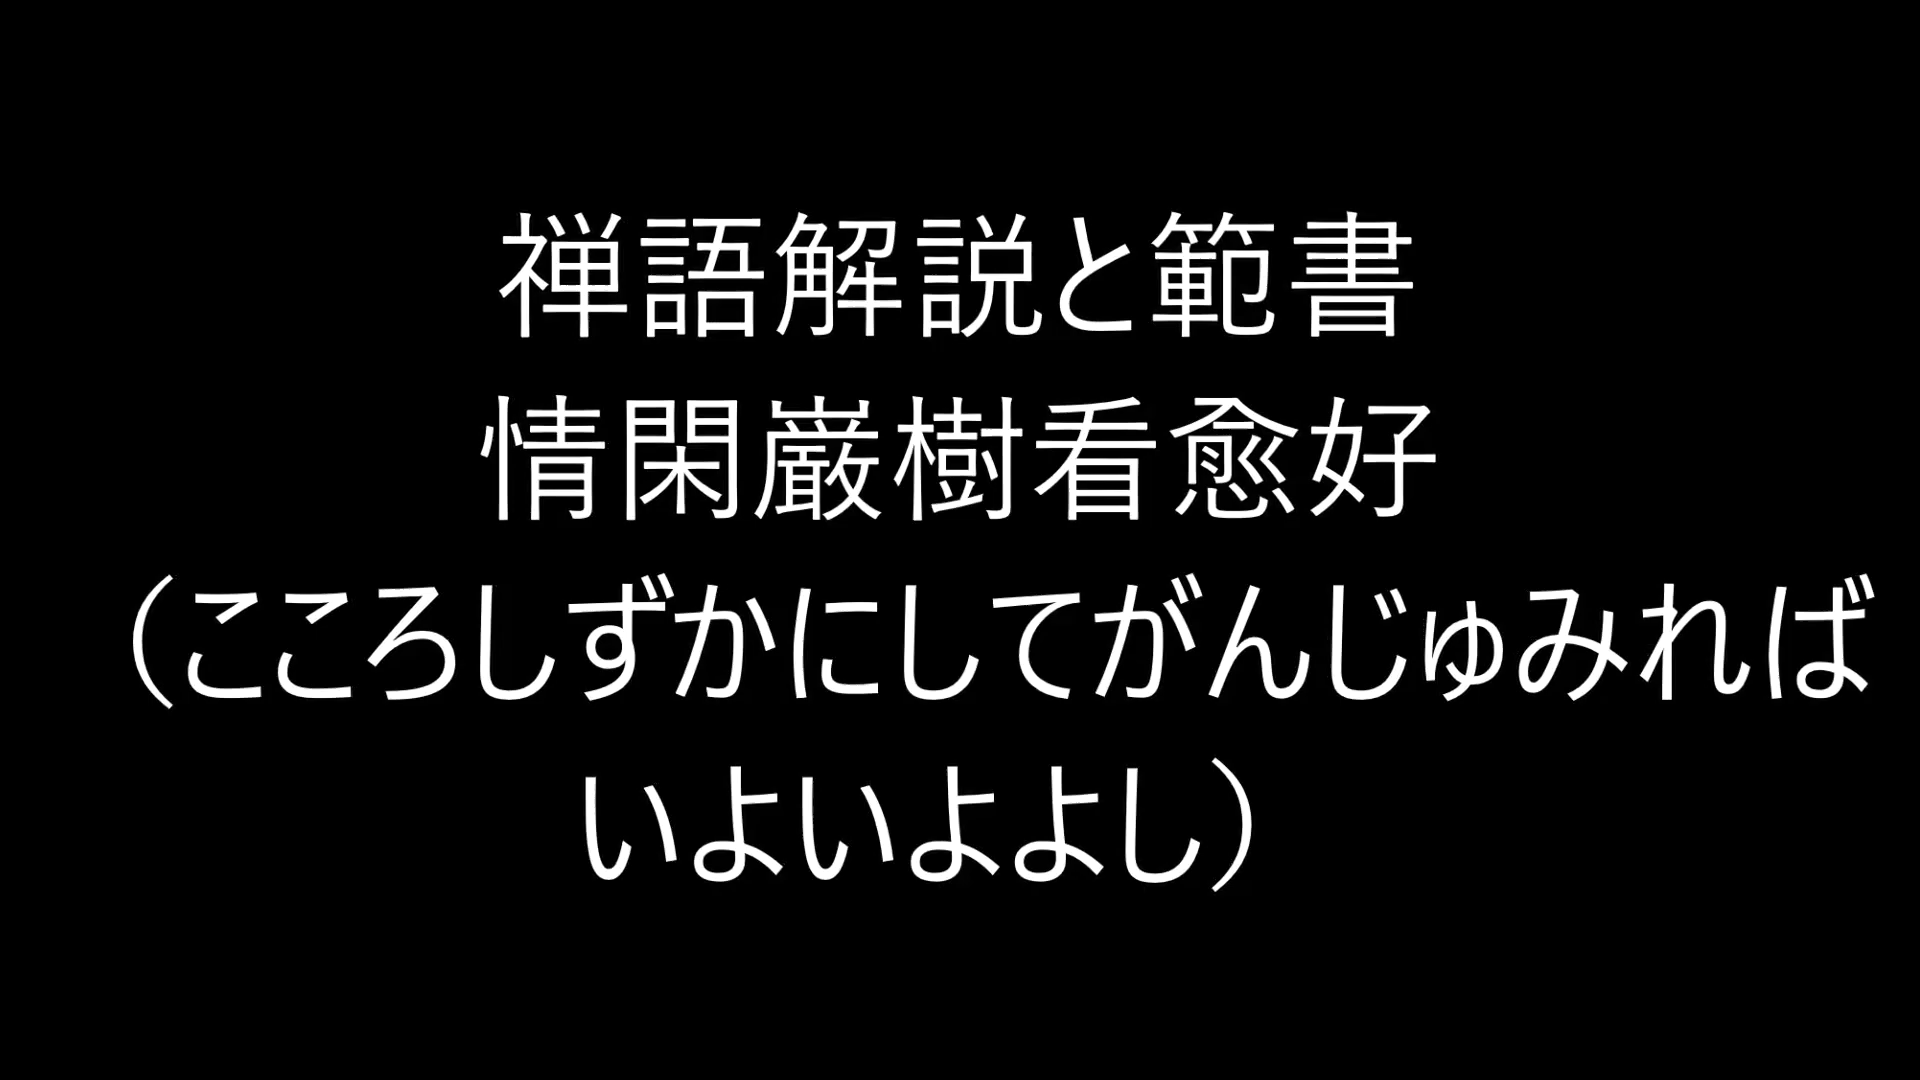 禅語解説と範書
情閑巌樹看愈好
（こころしずかにしてがんじゅみれば
いよいよよし）